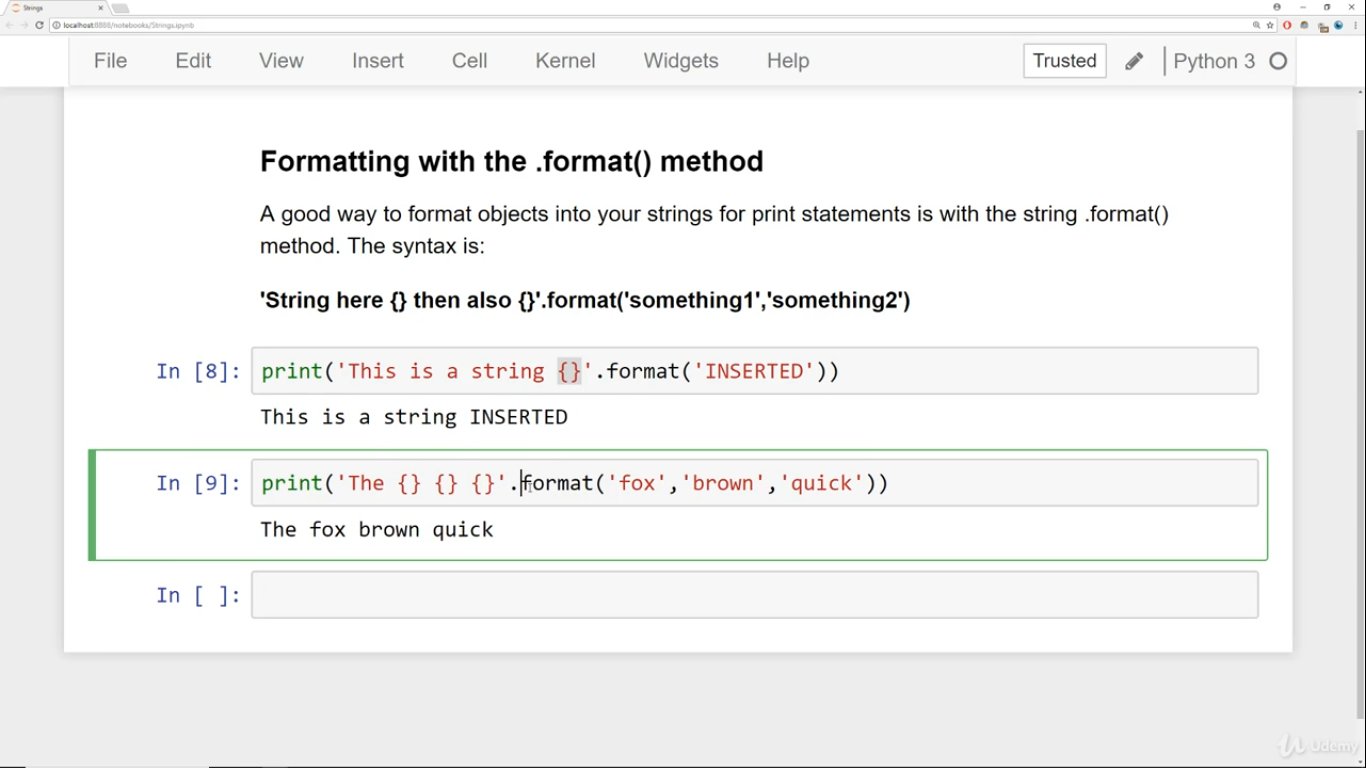 Strings
localhost:8888/notebooks/Strings.ipynb
File Edit View Insert Cell Kernel Widgets Help Trusted Python 3
Formatting with the .format() method
A good way to format objects into your strings for print statements is with the string .format()
method. The syntax is:
'String here {} then also {}'.format('something1','something2')
In [8]: print('This is a string {}'.format('INSERTED'))
This is a string INSERTED
In [9]: print('The {} {} {}'.format('fox','brown','quick'))
The fox brown quick
In [ ]:
Udemy